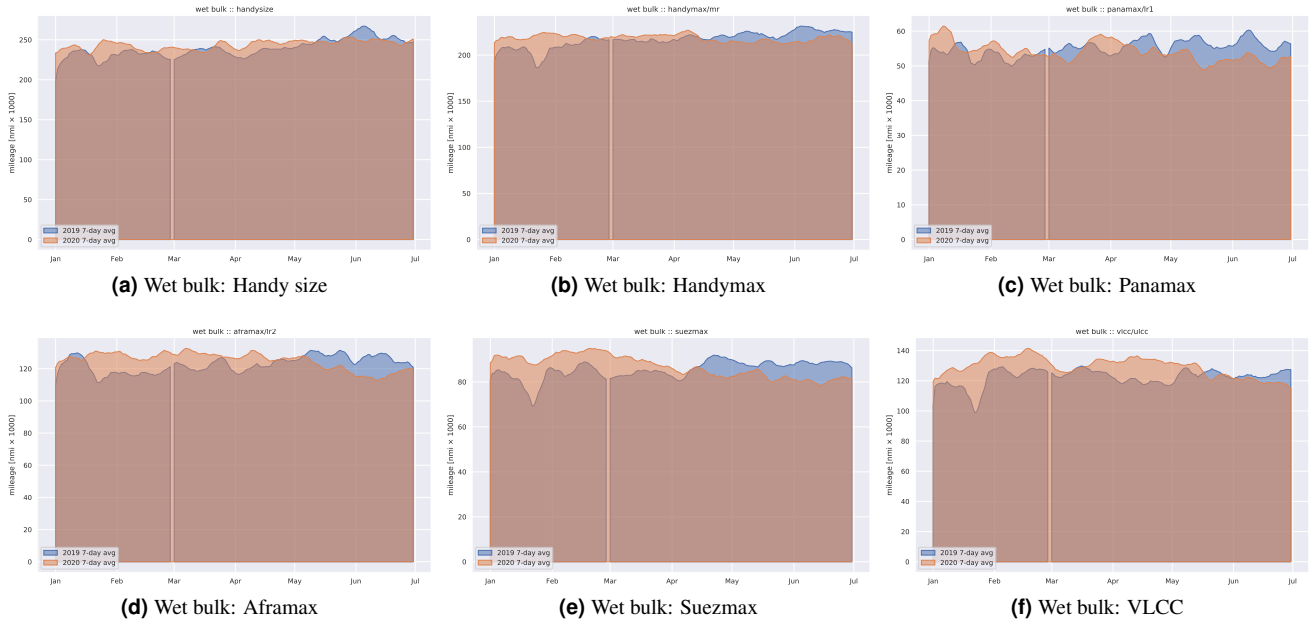 wet bulk :: handysize
mileage [nmi × 1000]
250
200
150
100
50
0
2019 7-day avg
2020 7-day avg
Jan Feb Mar Apr May Jun Jul
(a) Wet bulk: Handy size
wet bulk :: handymax/mr
mileage [nmi × 1000]
200
150
100
50
0
2019 7-day avg
2020 7-day avg
Jan Feb Mar Apr May Jun Jul
(b) Wet bulk: Handymax
wet bulk :: panamax/lr1
mileage [nmi × 1000]
60
50
40
30
20
10
0
2019 7-day avg
2020 7-day avg
Jan Feb Mar Apr May Jun Jul
(c) Wet bulk: Panamax
wet bulk :: aframax/lr2
mileage [nmi × 1000]
120
100
80
60
40
20
0
2019 7-day avg
2020 7-day avg
Jan Feb Mar Apr May Jun Jul
(d) Wet bulk: Aframax
wet bulk :: suezmax
mileage [nmi × 1000]
80
60
40
20
0
2019 7-day avg
2020 7-day avg
Jan Feb Mar Apr May Jun Jul
(e) Wet bulk: Suezmax
wet bulk :: vlcc/ulcc
mileage [nmi × 1000]
140
120
100
80
60
40
20
0
2019 7-day avg
2020 7-day avg
Jan Feb Mar Apr May Jun Jul
(f) Wet bulk: VLCC